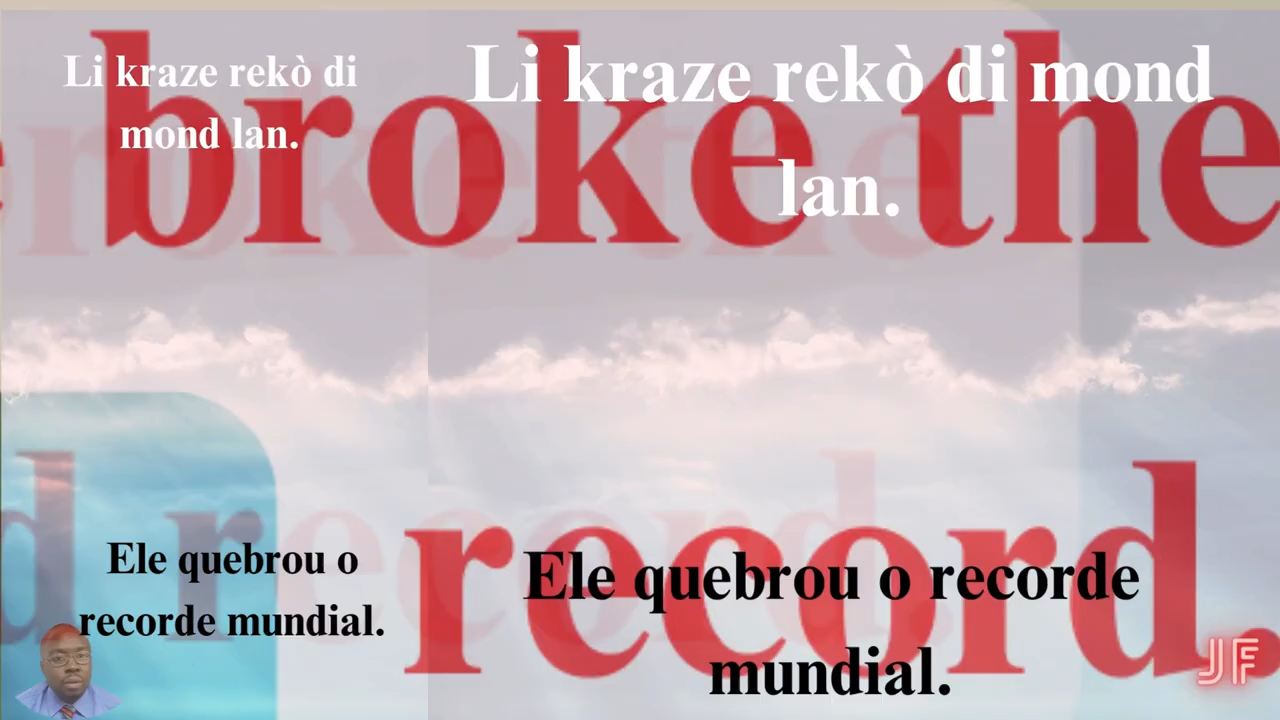 Li kraze rekò di
mond lan.
Li kraze rekò di mond
lan.
broke the
record.
Ele quebrou o
recorde mundial.
Ele quebrou o recorde
mundial.
JF